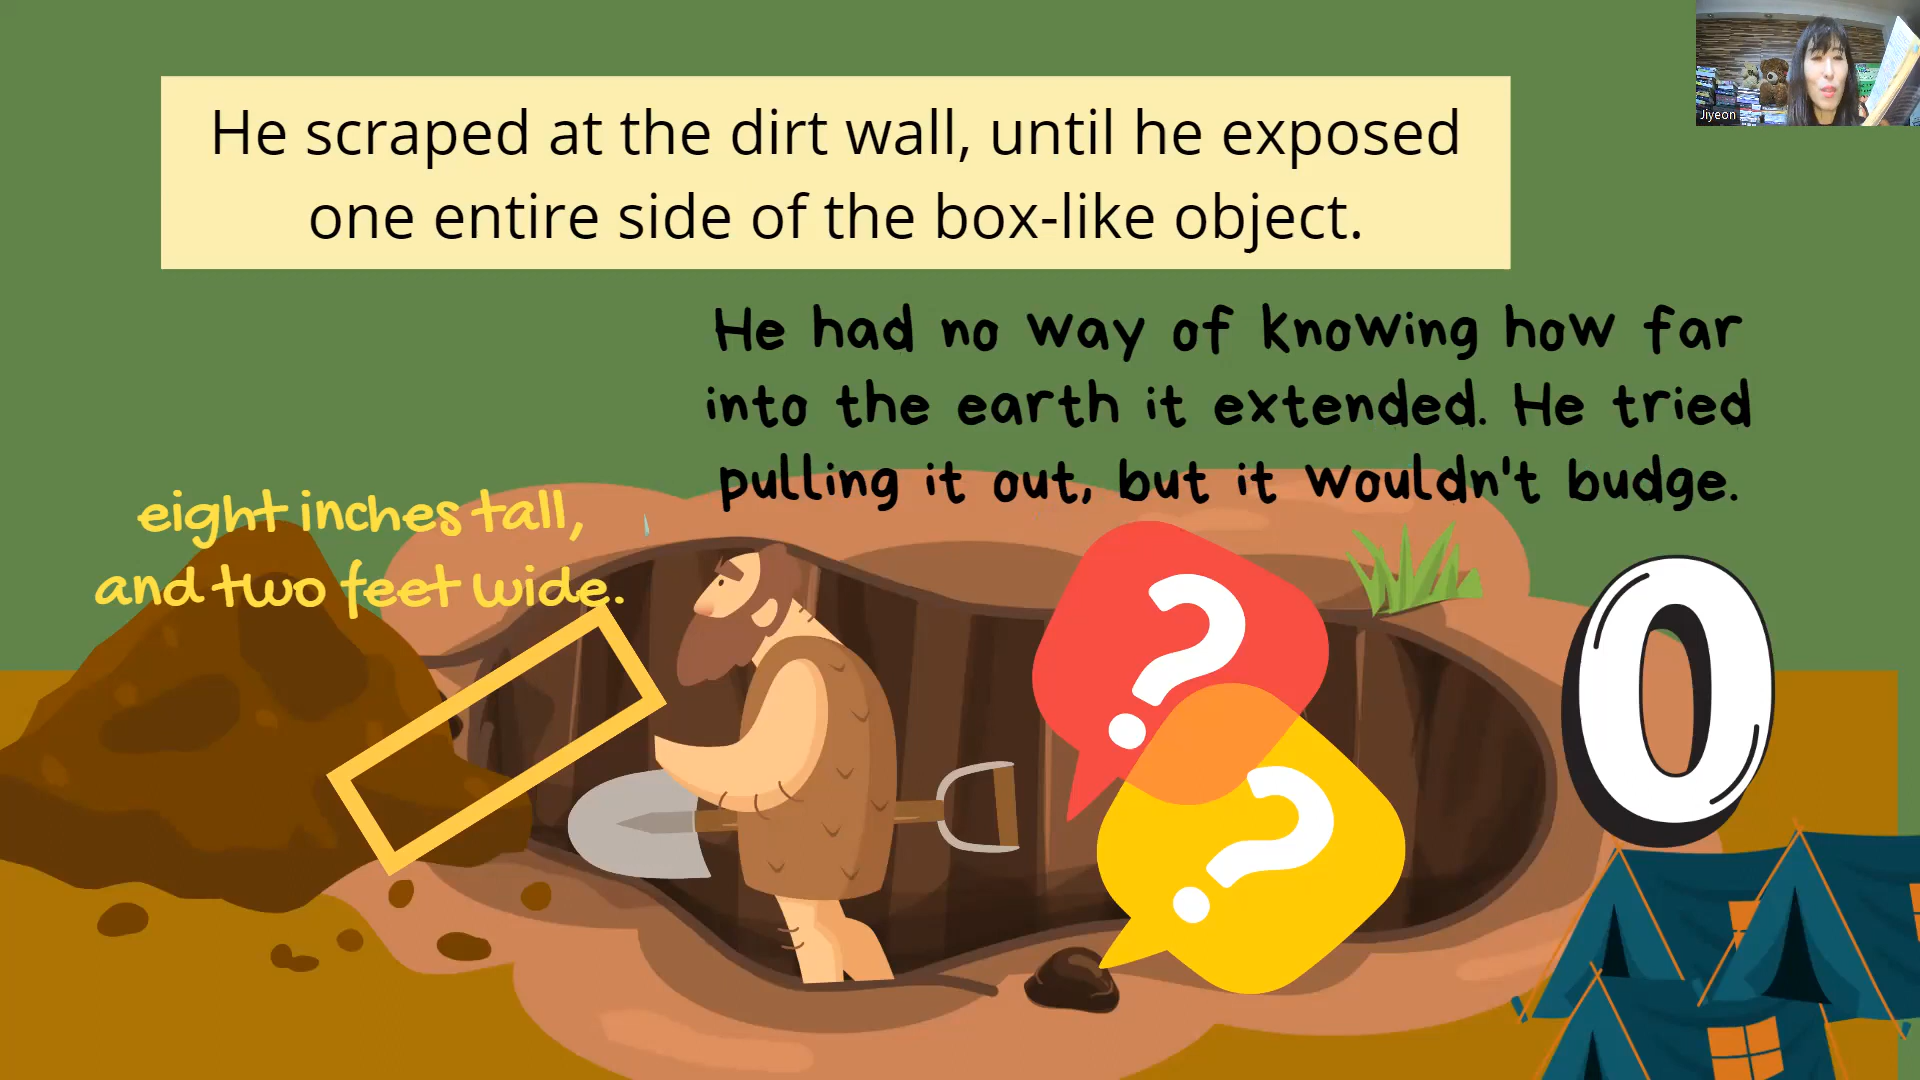 He scraped at the dirt wall, until he exposed
one entire side of the box-like object.
He had no way of knowing how far
into the earth it extended. He tried
pulling it out, but it wouldn't budge.
eight inches tall,
and two feet wide.
?
?
0
Jiyeon